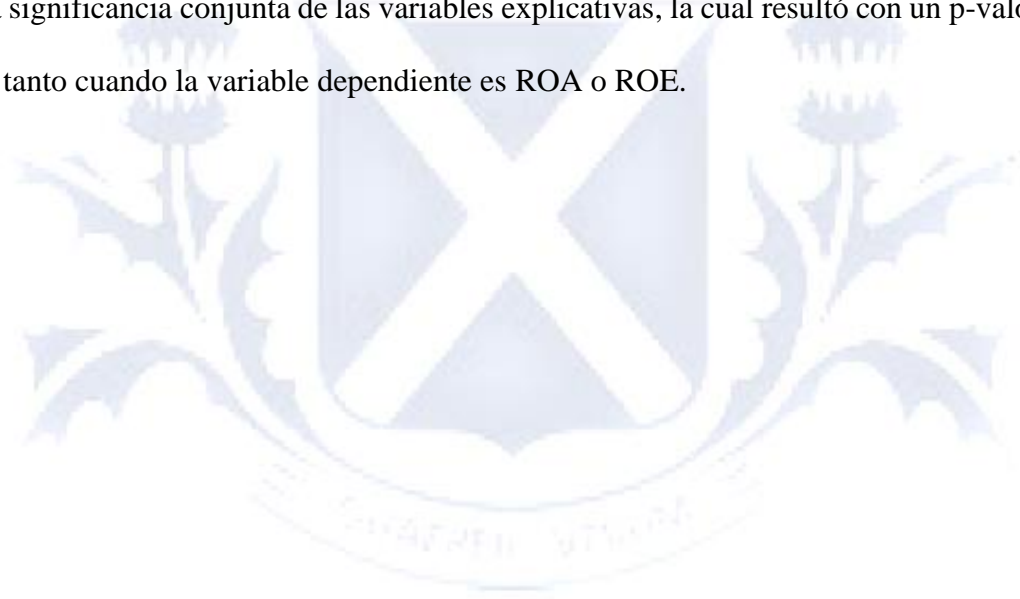 significancia conjunta de las variables explicativas, la cual resultó con un p-valo
tanto cuando la variable dependiente es ROA o ROE.